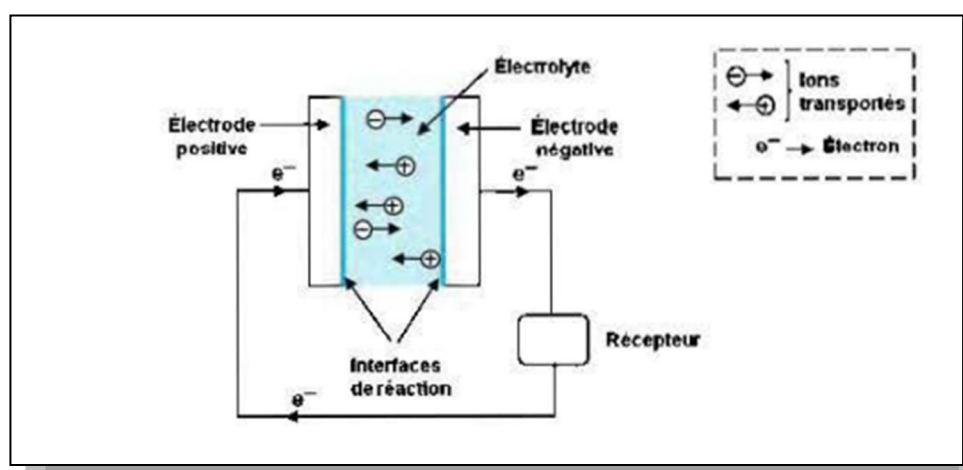 Électrolyte
Électrode
positive
Électrode
négative
e⁻
e⁻
Ions
transportés
e⁻ → Électron
Récepteur
Interfaces
de réaction
e⁻